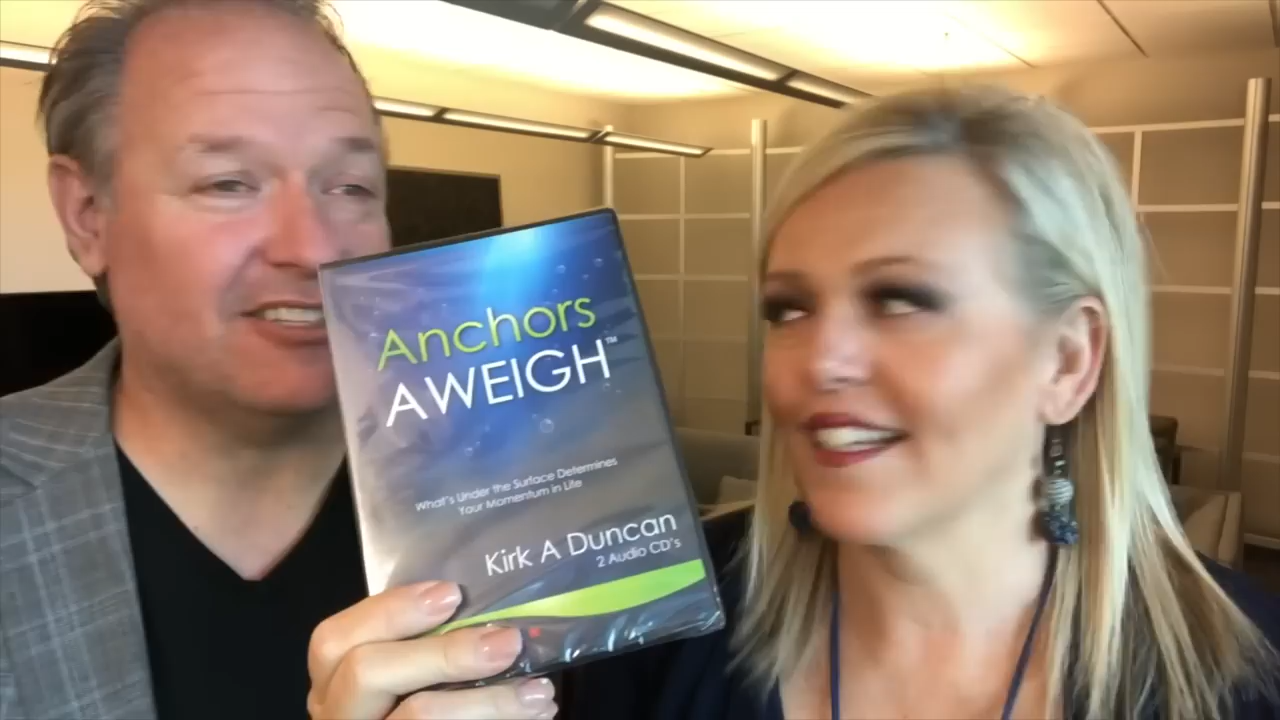 Anchors
AWEIGH™
What's Under the Surface Determines
Your Momentum in Life
Kirk A Duncan
2 Audio CD's